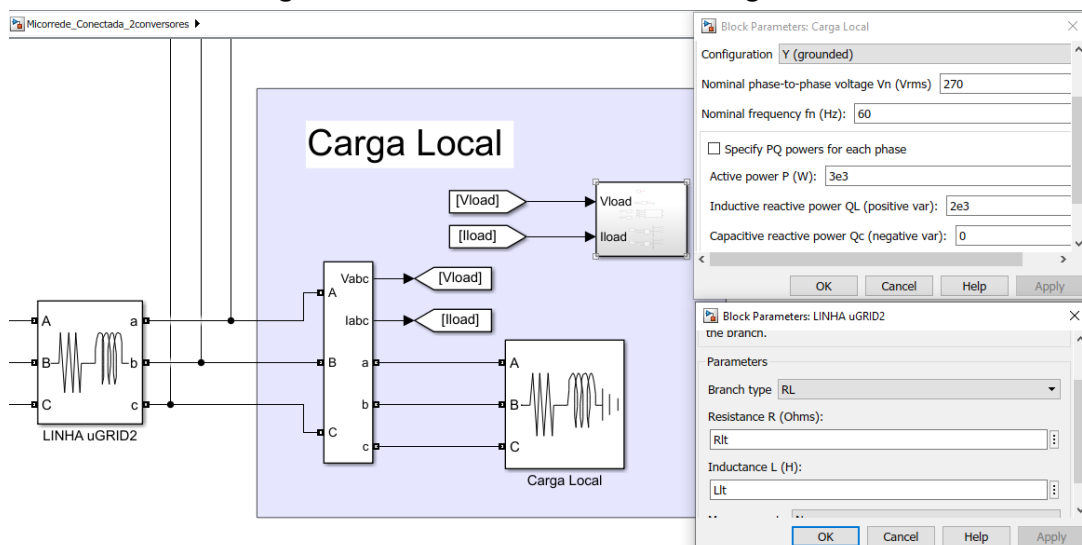 Micorrede_Conectada_2conversores
Carga Local
[Vload]
[Iload]
Vload
Iload
Vabc
Iabc
A
B
C
a
b
c
[Vload]
[Iload]
A
B
C
a
b
c
LINHA uGRID2
A
B
C
Carga Local
Block Parameters: Carga Local
Configuration Y (grounded)
Nominal phase-to-phase voltage Vn (Vrms) 270
Nominal frequency fn (Hz): 60
Specify PQ powers for each phase
Active power P (W): 3e3
Inductive reactive power QL (positive var): 2e3
Capacitive reactive power Qc (negative var): 0
OK Cancel Help Apply
Block Parameters: LINHA uGRID2
the branch.
Parameters
Branch type RL
Resistance R (Ohms):
Rlt
Inductance L (H):
Llt
OK Cancel Help Apply